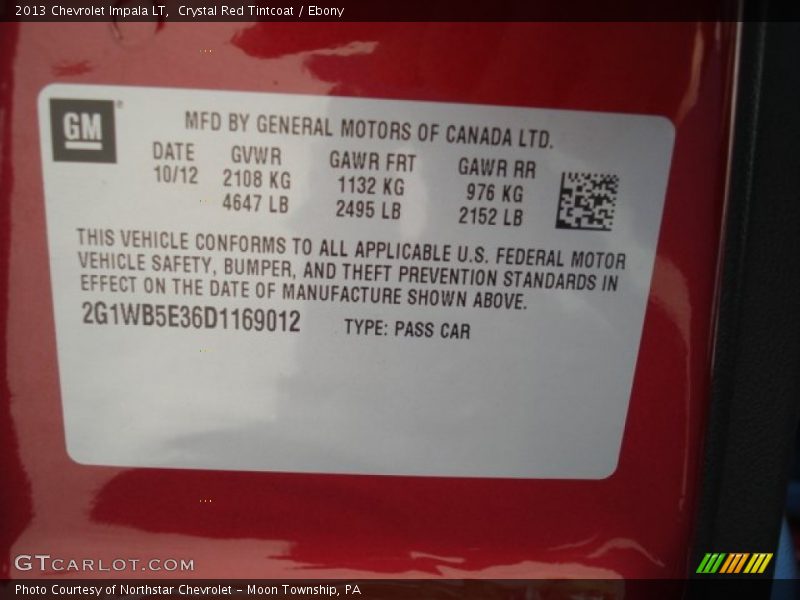 2013 Chevrolet Impala LT,  Crystal Red Tintcoat / Ebony
GM
MFD BY GENERAL MOTORS OF CANADA LTD.
DATE GVWR GAWR FRT GAWR RR
10/12 2108 KG 1132 KG 976 KG
4647 LB 2495 LB 2152 LB
THIS VEHICLE CONFORMS TO ALL APPLICABLE U.S. FEDERAL MOTOR
VEHICLE SAFETY, BUMPER, AND THEFT PREVENTION STANDARDS IN
EFFECT ON THE DATE OF MANUFACTURE SHOWN ABOVE.
2G1WB5E36D1169012 TYPE: PASS CAR
GTCARLOT.COM
Photo Courtesy of Northstar Chevrolet - Moon Township, PA